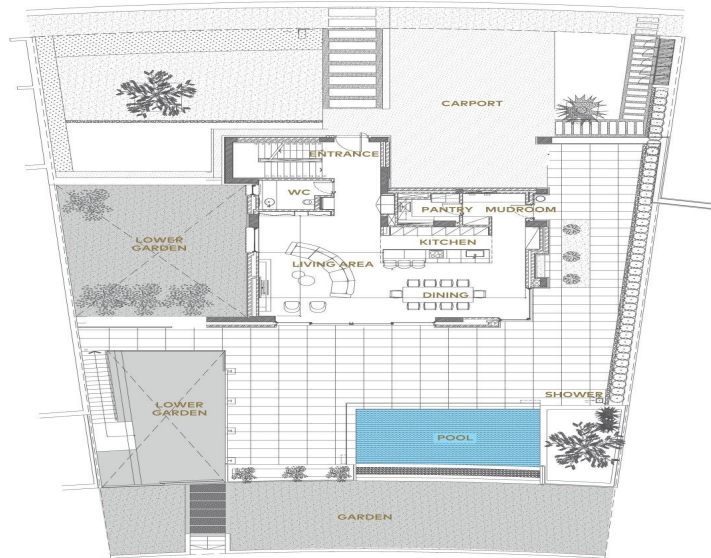 CARPORT
ENTRANCE
WC
PANTRY
MUDROOM
LOWER
GARDEN
KITCHEN
LIVING AREA
DINING
SHOWER
LOWER
GARDEN
POOL
GARDEN